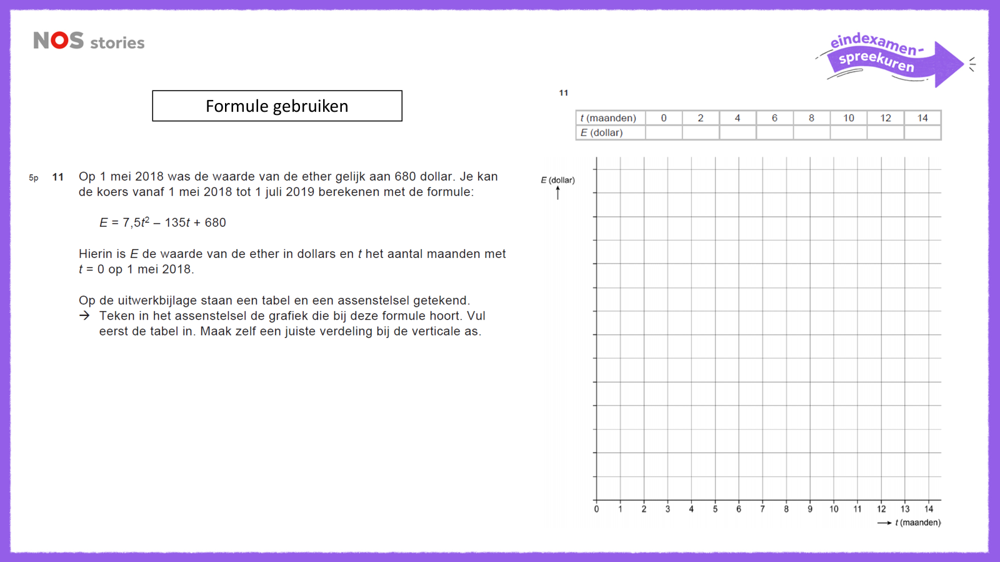 NOS stories
eindexamen-
spreekuren
Formule gebruiken
5p 11 Op 1 mei 2018 was de waarde van de ether gelijk aan 680 dollar. Je kan
de koers vanaf 1 mei 2018 tot 1 juli 2019 berekenen met de formule:
E = 7,5t² – 135t + 680
Hierin is E de waarde van de ether in dollars en t het aantal maanden met
t = 0 op 1 mei 2018.
Op de uitwerkbijlage staan een tabel en een assenstelsel getekend.
→ Teken in het assenstelsel de grafiek die bij deze formule hoort. Vul
eerst de tabel in. Maak zelf een juiste verdeling bij de verticale as.
11
t (maanden) 0 2 4 6 8 10 12 14
E (dollar)
E (dollar)
0 1 2 3 4 5 6 7 8 9 10 11 12 13 14
t (maanden)